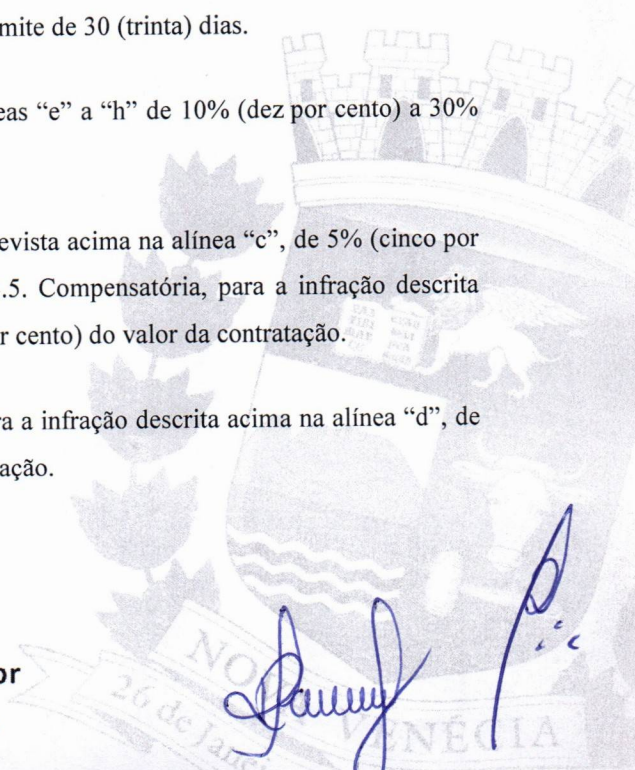 mite de 30 (trinta) dias.
eas “e” a “h” de 10% (dez por cento) a 30%
evista acima na alínea “c”, de 5% (cinco por
.5. Compensatória, para a infração descrita
r cento) do valor da contratação.
ra a infração descrita acima na alínea “d”, de
ação.
or
NO
VENÉCIA
26 de Janei